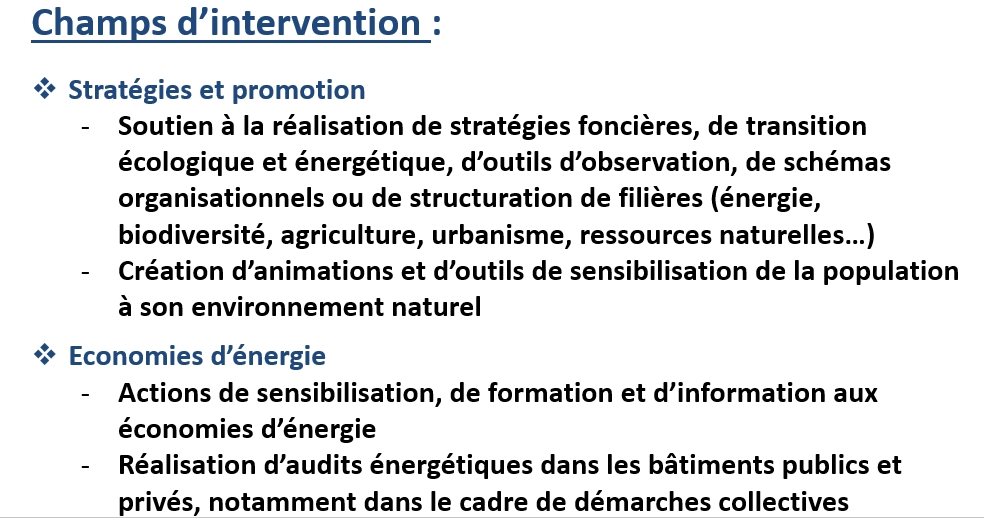 Champs d’intervention :
❖ Stratégies et promotion
- Soutien à la réalisation de stratégies foncières, de transition
écologique et énergétique, d’outils d’observation, de schémas
organisationnels ou de structuration de filières (énergie,
biodiversité, agriculture, urbanisme, ressources naturelles…)
- Création d’animations et d’outils de sensibilisation de la population
à son environnement naturel
❖ Economies d’énergie
- Actions de sensibilisation, de formation et d’information aux
économies d’énergie
- Réalisation d’audits énergétiques dans les bâtiments publics et
privés, notamment dans le cadre de démarches collectives